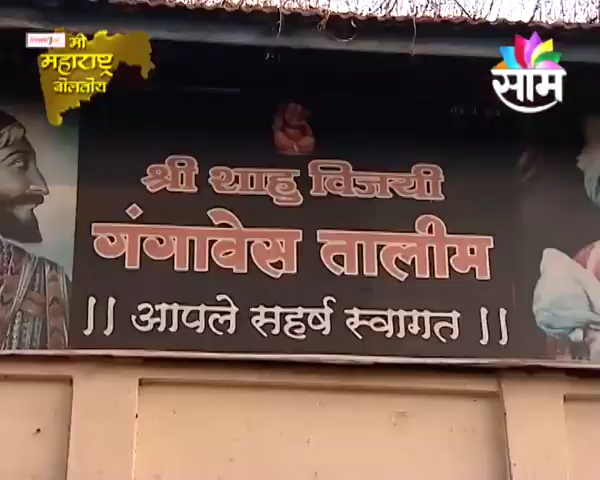 मी
महाराष्ट्र
बोलतोय
साम
श्री शाहु विजयी
गंगावेस तालीम
|| आपले सहर्ष स्वागत ||